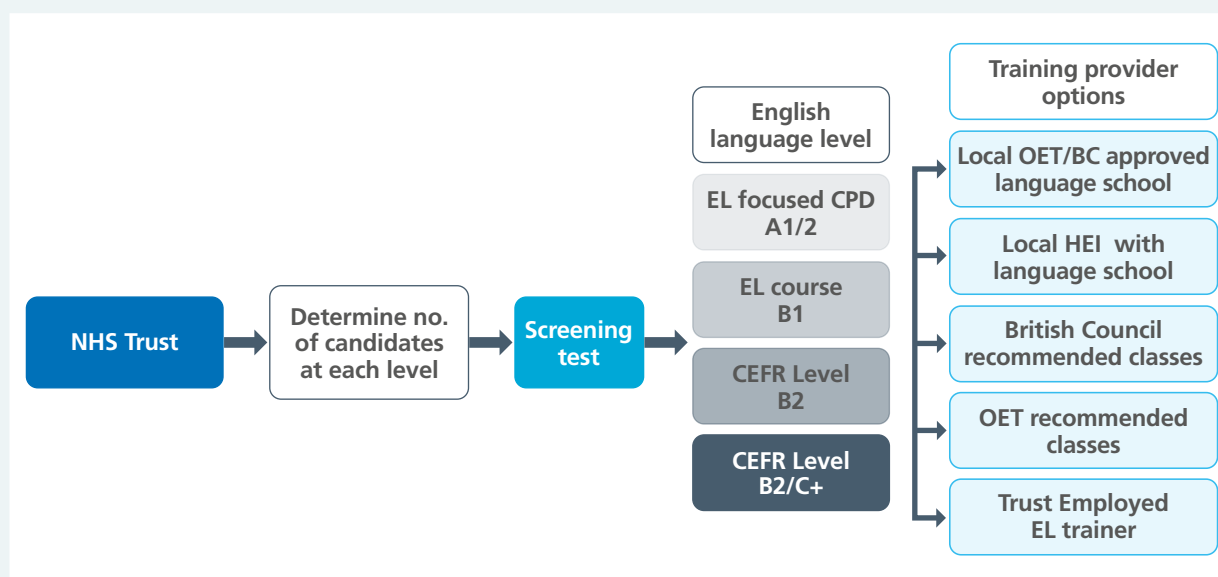 NHS Trust
Determine no.
of candidates
at each level
Screening
test
English
language level
EL focused CPD
A1/2
EL course
B1
CEFR Level
B2
CEFR Level
B2/C+
Training provider
options
Local OET/BC approved
language school
Local HEI with
language school
British Council
recommended classes
OET recommended
classes
Trust Employed
EL trainer